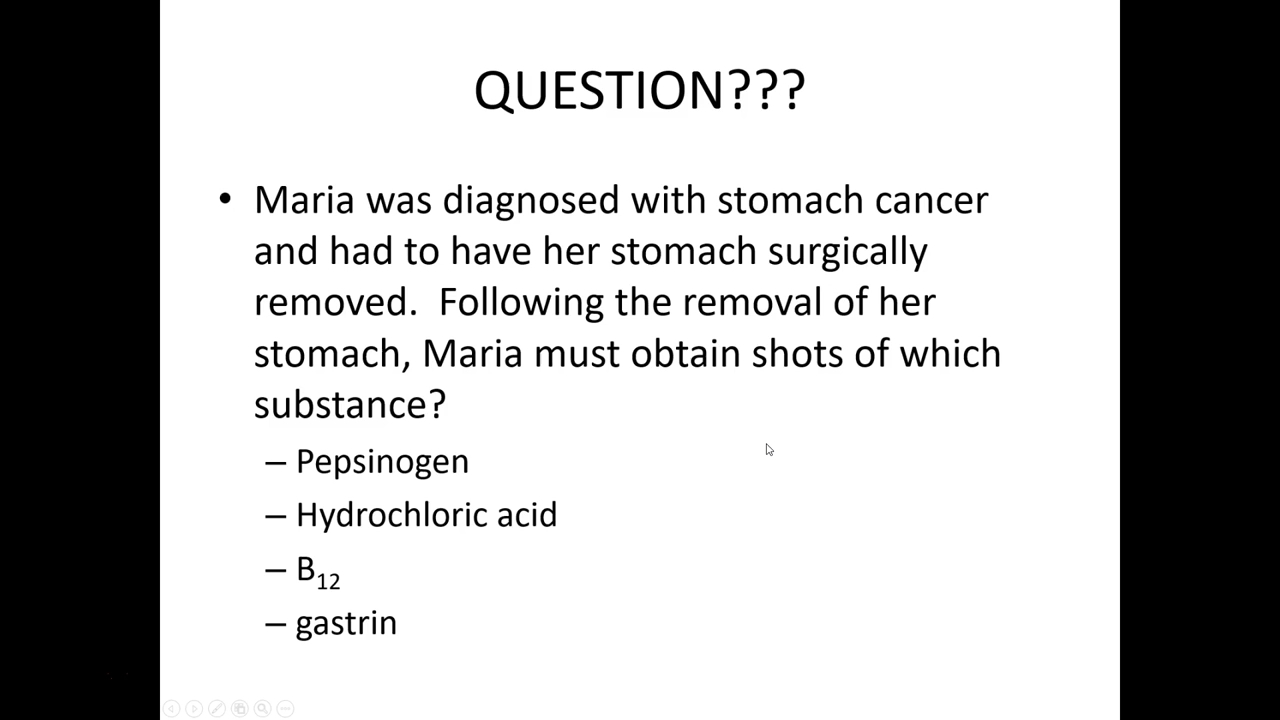 QUESTION???
• Maria was diagnosed with stomach cancer
and had to have her stomach surgically
removed.  Following the removal of her
stomach, Maria must obtain shots of which
substance?
– Pepsinogen
– Hydrochloric acid
– B₁₂
– gastrin